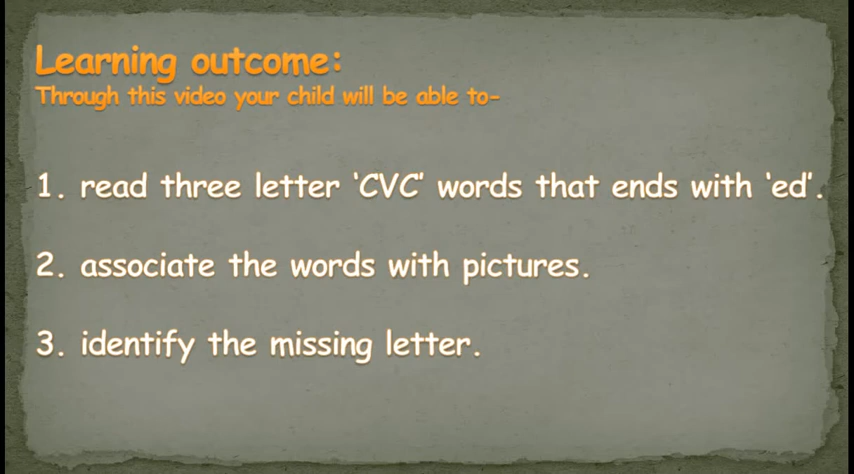 Learning outcome:
Through this video your child will be able to-
1. read three letter ‘CVC’ words that ends with ‘ed’.
2. associate the words with pictures.
3. identify the missing letter.